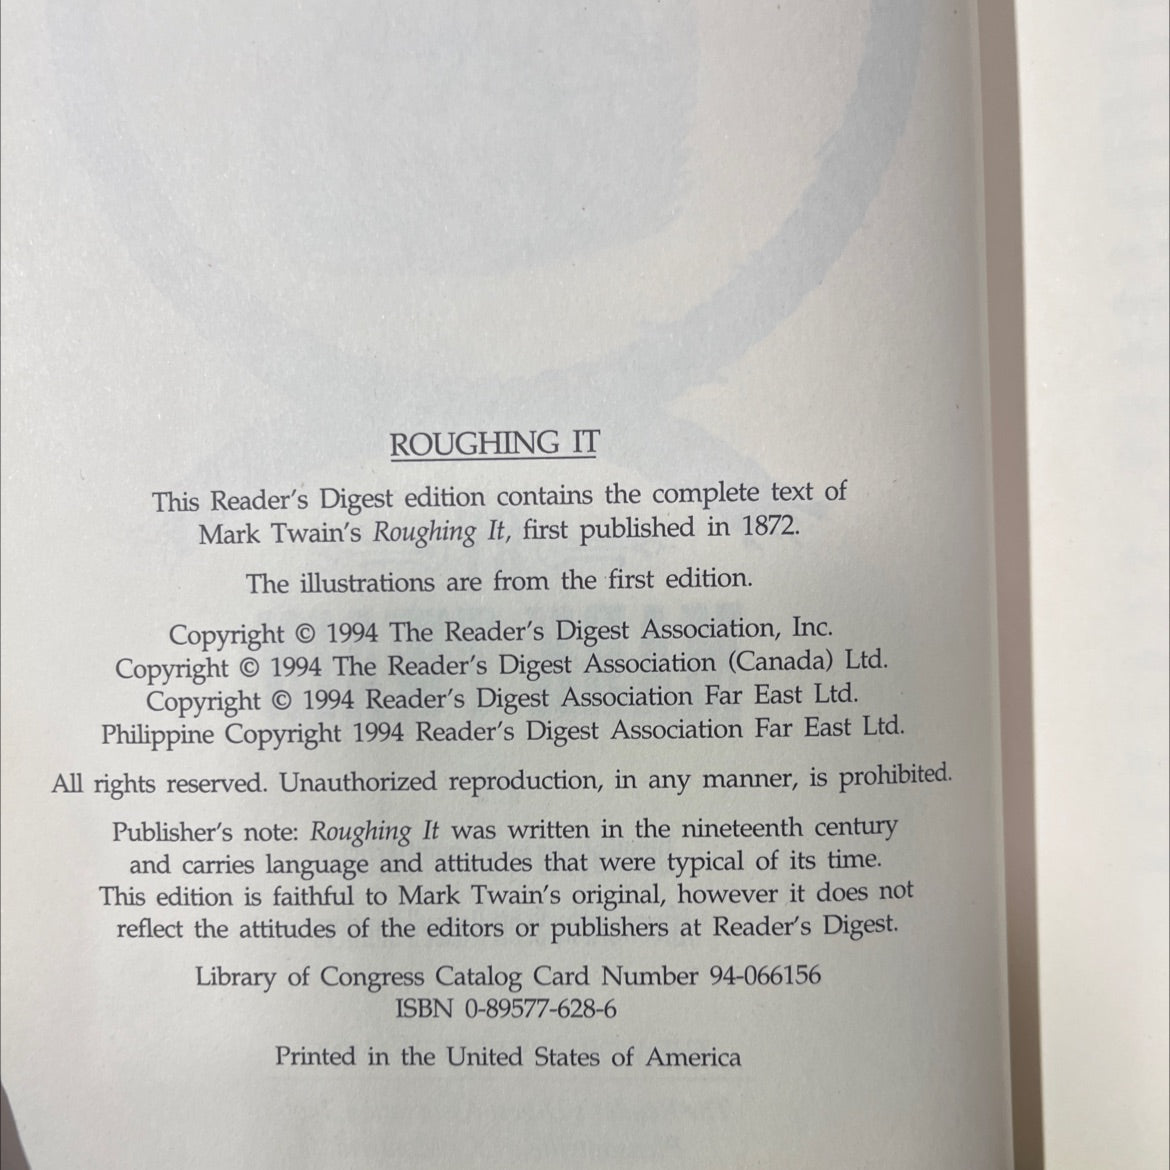 ROUGHING IT
This Reader's Digest edition contains the complete text of
Mark Twain's Roughing It, first published in 1872.
The illustrations are from the first edition.
Copyright © 1994 The Reader's Digest Association, Inc.
Copyright © 1994 The Reader's Digest Association (Canada) Ltd.
Copyright © 1994 Reader's Digest Association Far East Ltd.
Philippine Copyright 1994 Reader's Digest Association Far East Ltd.
All rights reserved. Unauthorized reproduction, in any manner, is prohibited.
Publisher's note: Roughing It was written in the nineteenth century
and carries language and attitudes that were typical of its time.
This edition is faithful to Mark Twain's original, however it does not
reflect the attitudes of the editors or publishers at Reader's Digest.
Library of Congress Catalog Card Number 94-066156
ISBN 0-89577-628-6
Printed in the United States of America